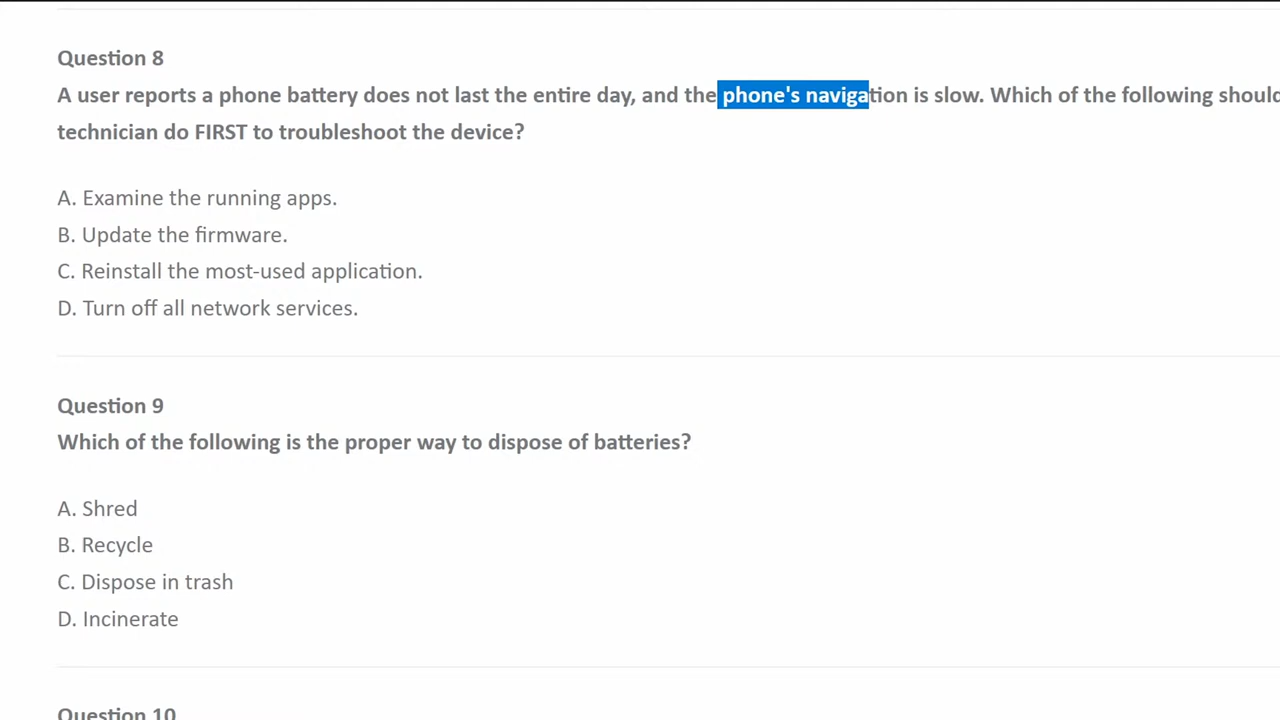 Question 8
A user reports a phone battery does not last the entire day, and the phone's navigation is slow. Which of the following should
technician do FIRST to troubleshoot the device?
A. Examine the running apps.
B. Update the firmware.
C. Reinstall the most-used application.
D. Turn off all network services.
Question 9
Which of the following is the proper way to dispose of batteries?
A. Shred
B. Recycle
C. Dispose in trash
D. Incinerate
Question 10